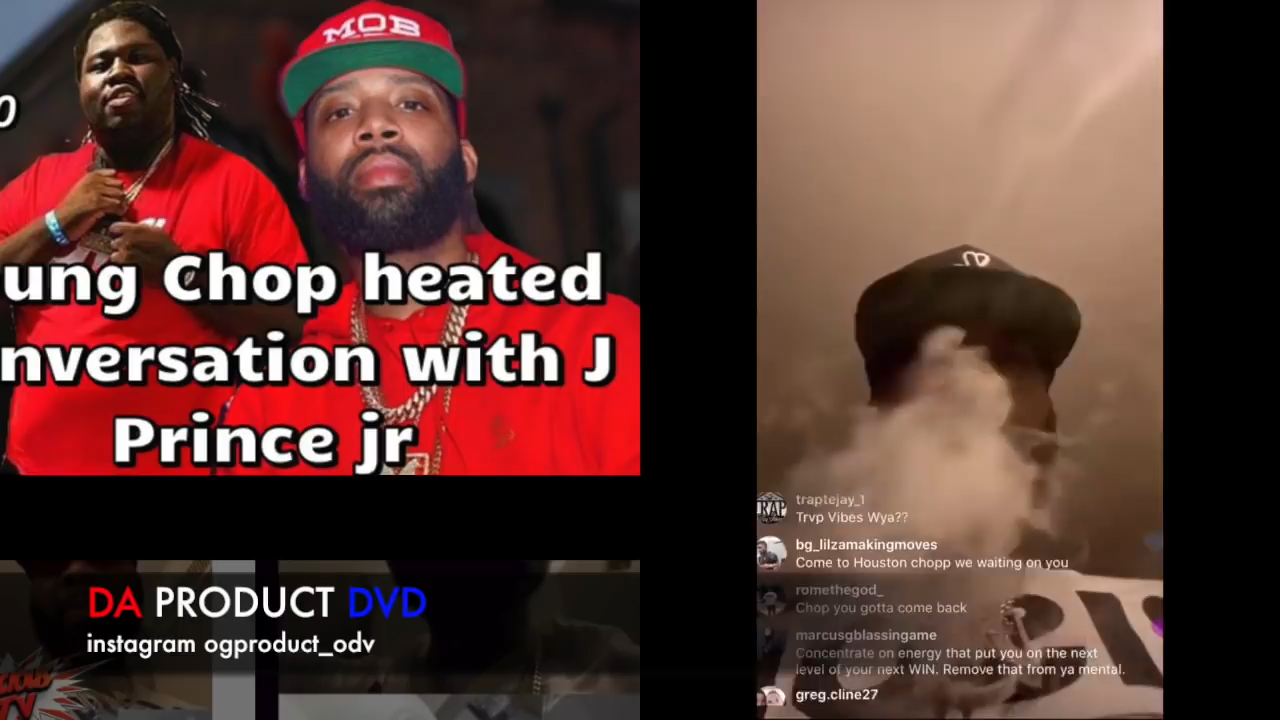 MOB
0
ung Chop heated
nversation with J
Prince jr
DA PRODUCT DVD
instagram ogproduct_odv
TV
RAP
traptejay_1
Trvp Vibes Wya??
bg_lilzamakingmoves
Come to Houston chopp we waiting on you
romethegod_
Chop you gotta come back
marcusgblassingame
Concentrate on energy that put you on the next
level of your next WIN. Remove that from ya mental.
greg.cline27